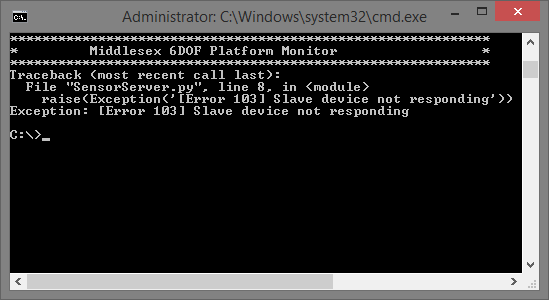 Administrator: C:\Windows\system32\cmd.exe
************************************************************
*         Middlesex 6DOF Platform Monitor                  *
************************************************************
Traceback (most recent call last):
  File "SensorServer.py", line 8, in <module>
    raise(Exception('[Error 103] Slave device not responding'))
Exception: [Error 103] Slave device not responding
C:\>_